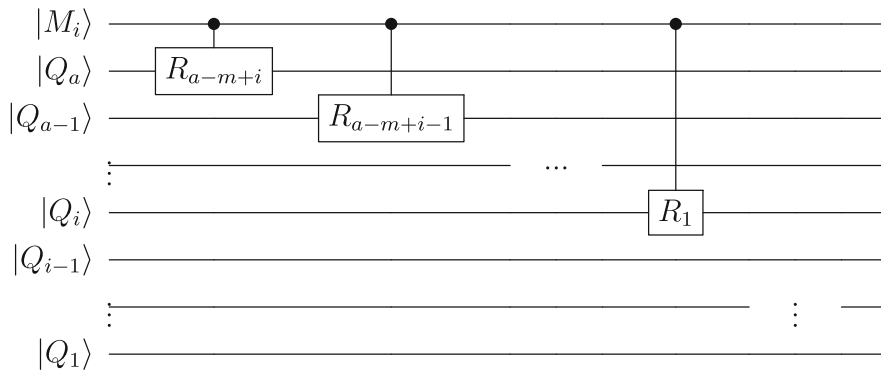 |M_i⟩
|Q_a⟩ R_{a−m+i}
|Q_{a−1}⟩ R_{a−m+i−1}
⋮ ...
|Q_i⟩ R_1
|Q_{i−1}⟩
⋮ ⋮
|Q_1⟩